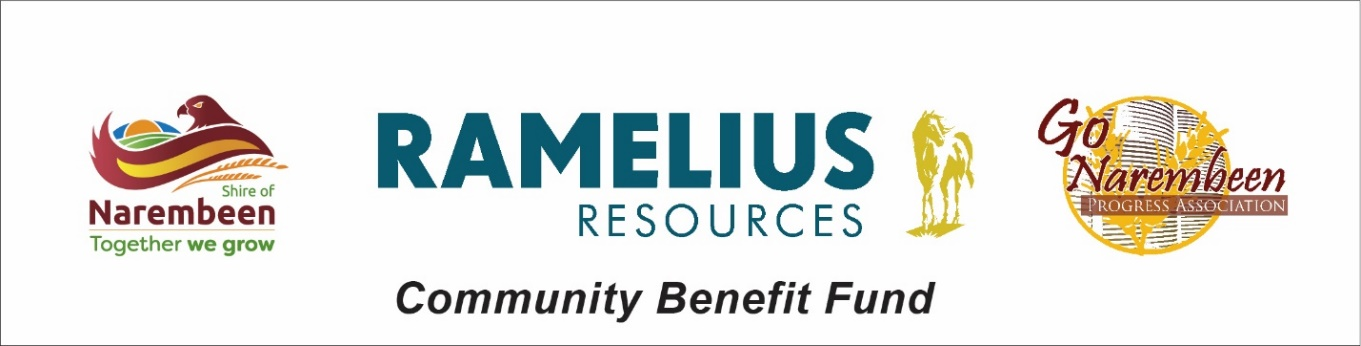 Shire of
Narembeen
Together we grow
RAMELIUS
RESOURCES
Go
Narembeen
PROGRESS ASSOCIATION
Community Benefit Fund